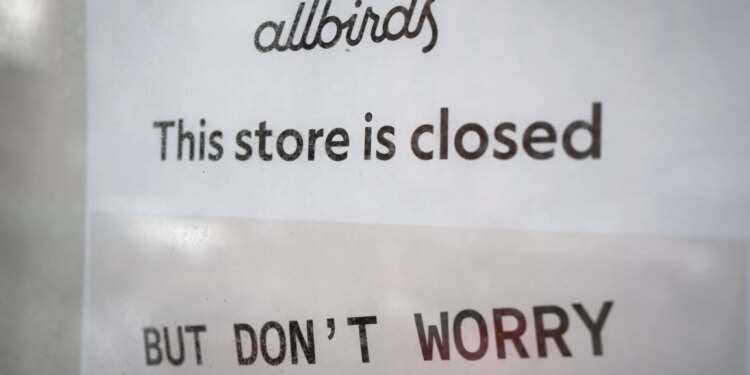 allbirds
This store is closed
BUT DON'T WORRY